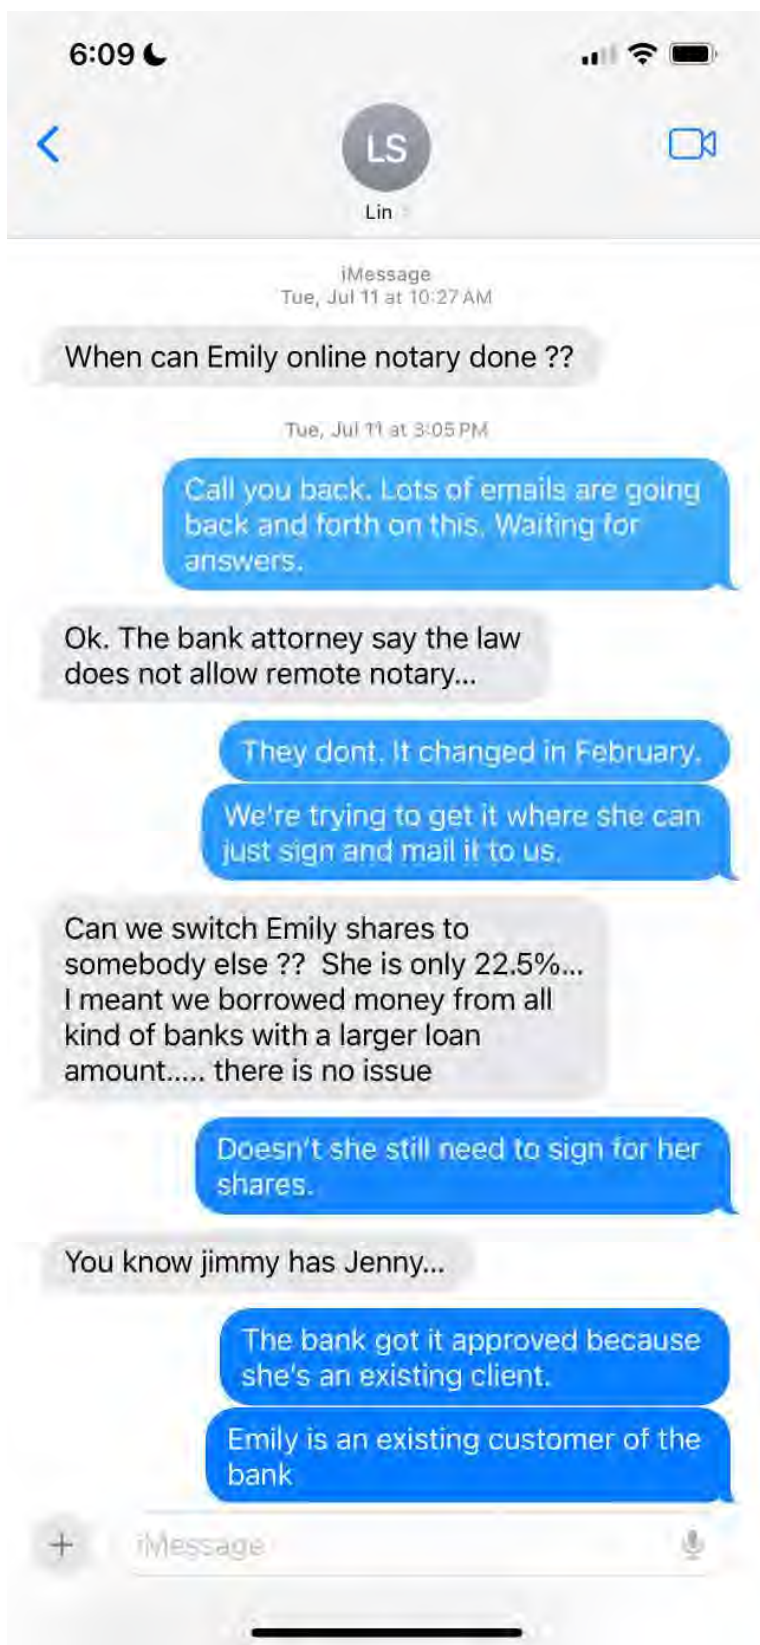 6:09
LS
Lin
iMessage
Tue, Jul 11 at 10:27 AM
When can Emily online notary done ??
Tue, Jul 11 at 3:05 PM
Call you back. Lots of emails are going
back and forth on this. Waiting for
answers.
Ok. The bank attorney say the law
does not allow remote notary...
They dont. It changed in February.
We're trying to get it where she can
just sign and mail it to us.
Can we switch Emily shares to
somebody else ??  She is only 22.5%...
I meant we borrowed money from all
kind of banks with a larger loan
amount..... there is no issue
Doesn't she still need to sign for her
shares.
You know jimmy has Jenny...
The bank got it approved because
she's an existing client.
Emily is an existing customer of the
bank
iMessage